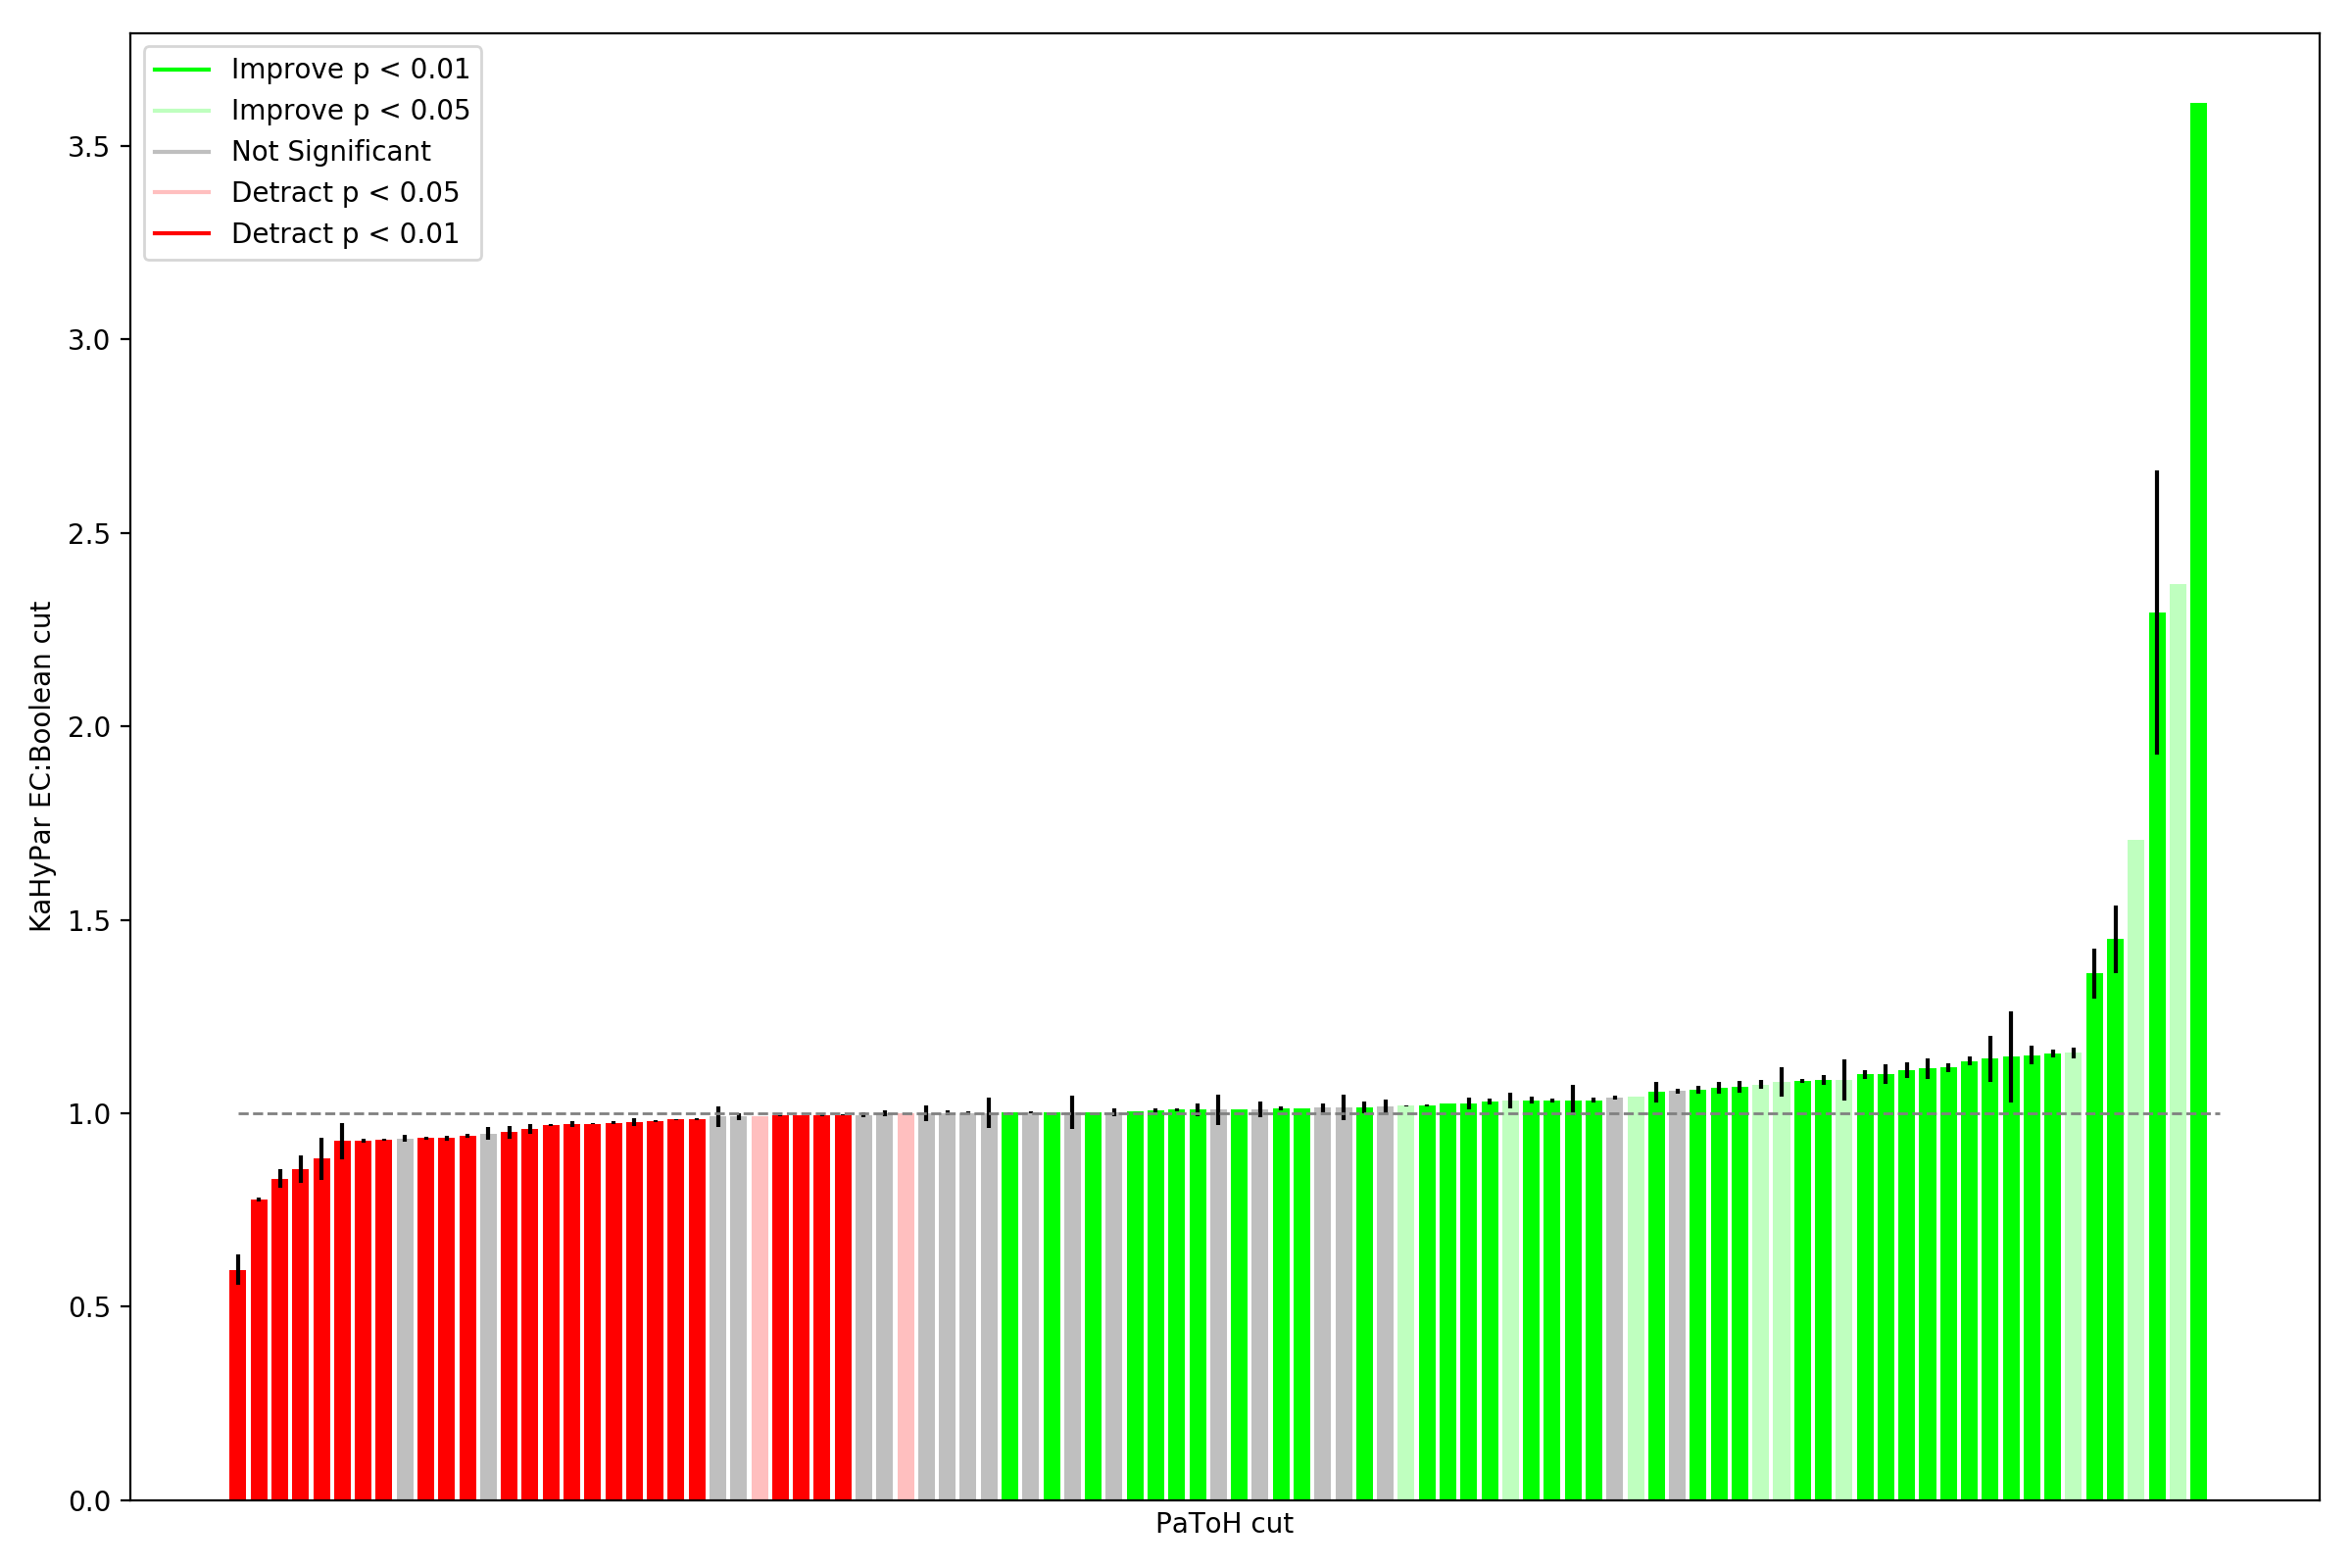 Improve p < 0.01
Improve p < 0.05
Not Significant
Detract p < 0.05
Detract p < 0.01
3.5
3.0
2.5
2.0
1.5
1.0
0.5
0.0
KaHyPar EC:Boolean cut
PaToH cut